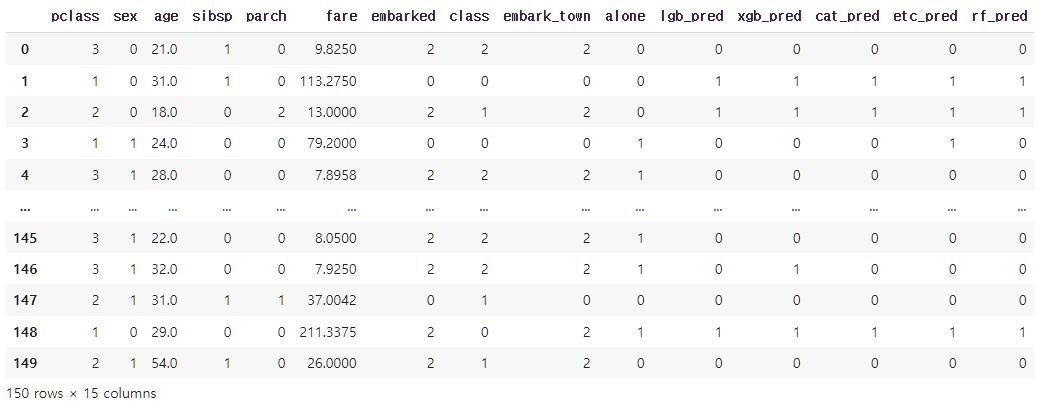 pclass sex age sibsp parch fare embarked class embark_town alone lgb_pred xgb_pred cat_pred etc_pred rf_pred
0 3 0 21.0 1 0 9.8250 2 2 2 0 0 0 0 0 0
1 1 0 31.0 1 0 113.2750 0 0 0 0 1 1 1 1 1
2 2 0 18.0 0 2 13.0000 2 1 2 0 1 1 1 1 1
3 1 1 24.0 0 0 79.2000 0 0 0 1 0 0 0 1 0
4 3 1 28.0 0 0 7.8958 2 2 2 1 0 0 0 0 0
... ... ... ... ... ... ... ... ... ... ... ... ... ... ... ...
145 3 1 22.0 0 0 8.0500 2 2 2 1 0 0 0 0 0
146 3 1 32.0 0 0 7.9250 2 2 2 1 0 1 0 0 0
147 2 1 31.0 1 1 37.0042 0 1 0 0 0 0 0 0 0
148 1 0 29.0 0 0 211.3375 2 0 2 1 1 1 1 1 1
149 2 1 54.0 1 0 26.0000 2 1 2 0 0 0 0 0 0
150 rows × 15 columns